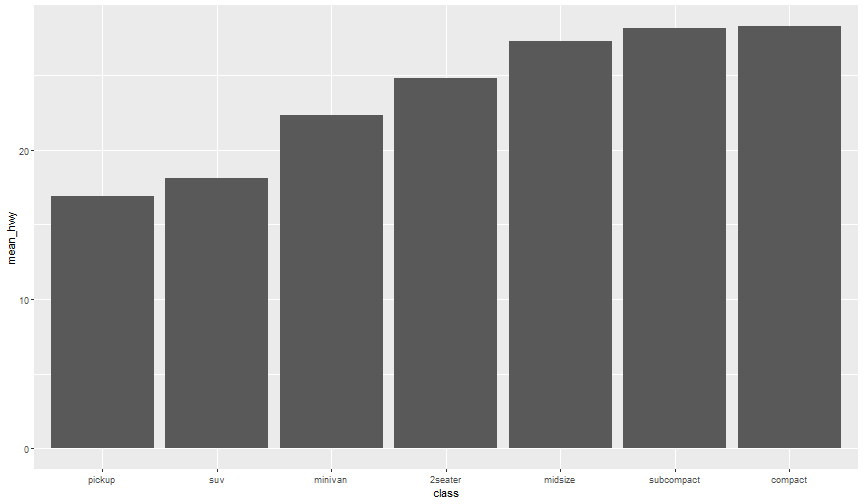 mean_hwy
20
10
0
pickup suv minivan 2seater midsize subcompact compact
class